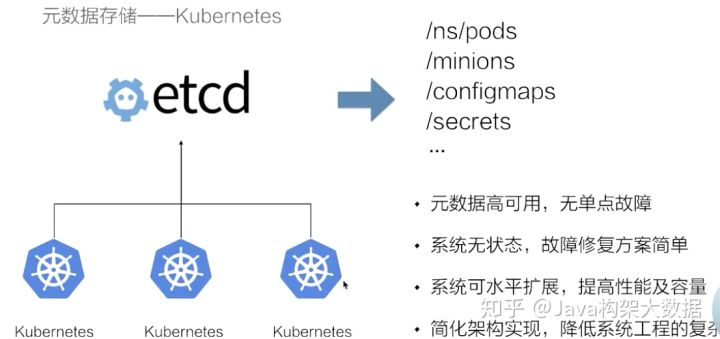 元数据存储——Kubernetes
etcd
/ns/pods
/minions
/configmaps
/secrets
...
• 元数据高可用，无单点故障
• 系统无状态，故障修复方案简单
• 系统可水平扩展，提高性能及容量
• 简化架构实现，降低系统工程的复杂
Kubernetes
Kubernetes
Kubernetes
知乎 @Java构架大数据